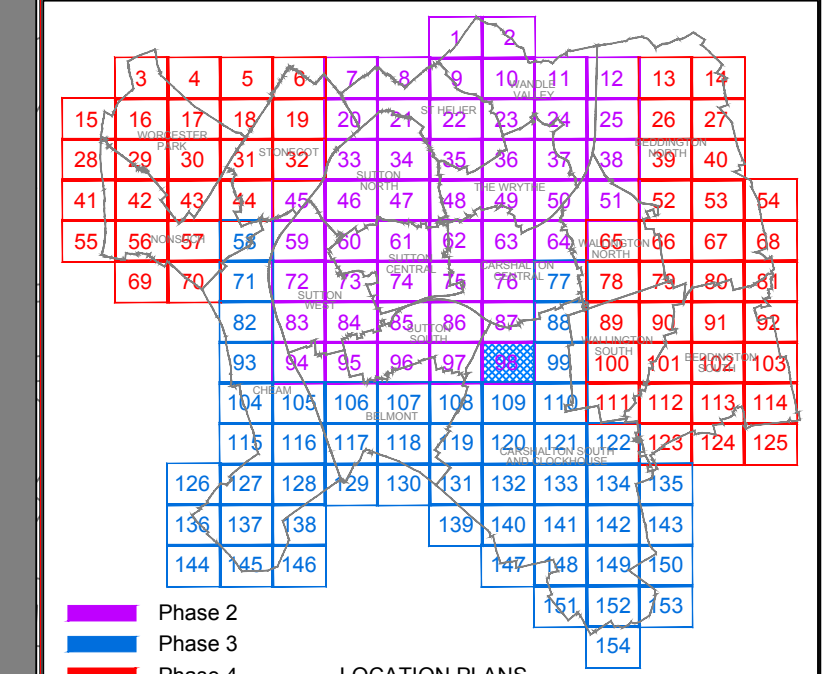 1 2
3 4 5 6 7 8 9 10 11 12 13 14
WANDLE
VALLEY
15 16 17 18 19 20 21 22 23 24 25 26 27
ST HELIER
WORCESTER
PARK
28 29 30 31 32 33 34 35 36 37 38 39 40
STONECOT
BEDDINGTON
NORTH
SUTTON
NORTH
THE WRYTHE
41 42 43 44 45 46 47 48 49 50 51 52 53 54
55 56 57 58 59 60 61 62 63 64 65 66 67 68
NONSUCH
WALLINGTON
NORTH
SUTTON
CENTRAL
CARSHALTON
CENTRAL
69 70 71 72 73 74 75 76 77 78 79 80 81
SUTTON
WEST
82 83 84 85 86 87 88 89 90 91 92
SUTTON
SOUTH
WALLINGTON
SOUTH
93 94 95 96 97 98 99 100 101 102 103
BEDDINGTON
SOUTH
CHEAM
104 105 106 107 108 109 110 111 112 113 114
BELMONT
115 116 117 118 119 120 121 122 123 124 125
CARSHALTON SOUTH
AND CLOCKHOUSE
126 127 128 129 130 131 132 133 134 135
136 137 138 139 140 141 142 143
144 145 146 147 148 149 150
151 152 153
154
Phase 2
Phase 3
Phase 4
LOCATION PLANS